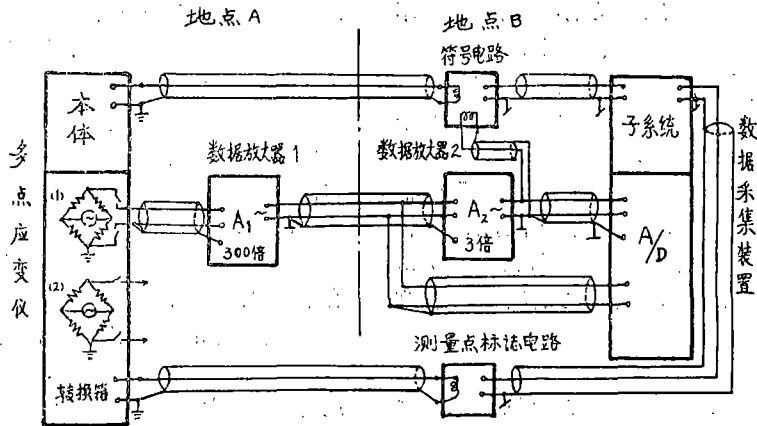 地点A
地点B
符号电路
本体
子系统
多点应变仪
数据放大器1
数据放大器2
数据采集装置
(1)
A₁~
300倍
A₂~
3倍
A/D
(2)
测量点标志电路
转换箱